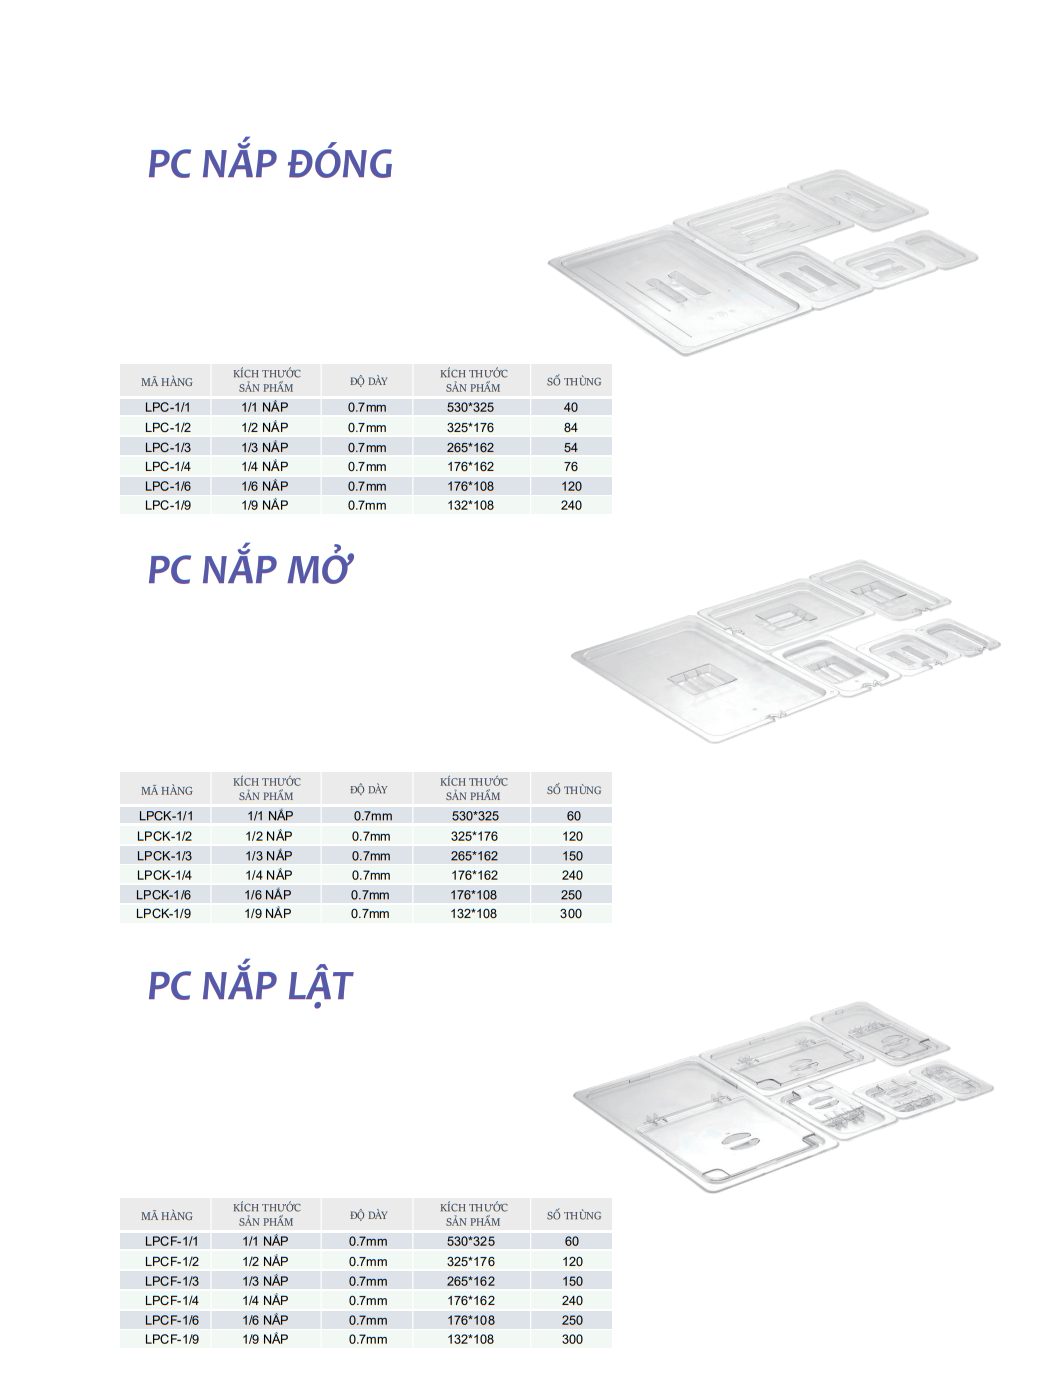 PC NẮP ĐÓNG
MÃ HÀNG KÍCH THƯỚC SẢN PHẨM ĐỘ DÀY KÍCH THƯỚC SẢN PHẨM SỐ THÙNG
LPC-1/1 1/1 NẮP 0.7mm 530*325 40
LPC-1/2 1/2 NẮP 0.7mm 325*176 84
LPC-1/3 1/3 NẮP 0.7mm 265*162 54
LPC-1/4 1/4 NẮP 0.7mm 176*162 76
LPC-1/6 1/6 NẮP 0.7mm 176*108 120
LPC-1/9 1/9 NẮP 0.7mm 132*108 240
PC NẮP MỞ
MÃ HÀNG KÍCH THƯỚC SẢN PHẨM ĐỘ DÀY KÍCH THƯỚC SẢN PHẨM SỐ THÙNG
LPCK-1/1 1/1 NẮP 0.7mm 530*325 60
LPCK-1/2 1/2 NẮP 0.7mm 325*176 120
LPCK-1/3 1/3 NẮP 0.7mm 265*162 150
LPCK-1/4 1/4 NẮP 0.7mm 176*162 240
LPCK-1/6 1/6 NẮP 0.7mm 176*108 250
LPCK-1/9 1/9 NẮP 0.7mm 132*108 300
PC NẮP LẬT
MÃ HÀNG KÍCH THƯỚC SẢN PHẨM ĐỘ DÀY KÍCH THƯỚC SẢN PHẨM SỐ THÙNG
LPCF-1/1 1/1 NẮP 0.7mm 530*325 60
LPCF-1/2 1/2 NẮP 0.7mm 325*176 120
LPCF-1/3 1/3 NẮP 0.7mm 265*162 150
LPCF-1/4 1/4 NẮP 0.7mm 176*162 240
LPCF-1/6 1/6 NẮP 0.7mm 176*108 250
LPCF-1/9 1/9 NẮP 0.7mm 132*108 300